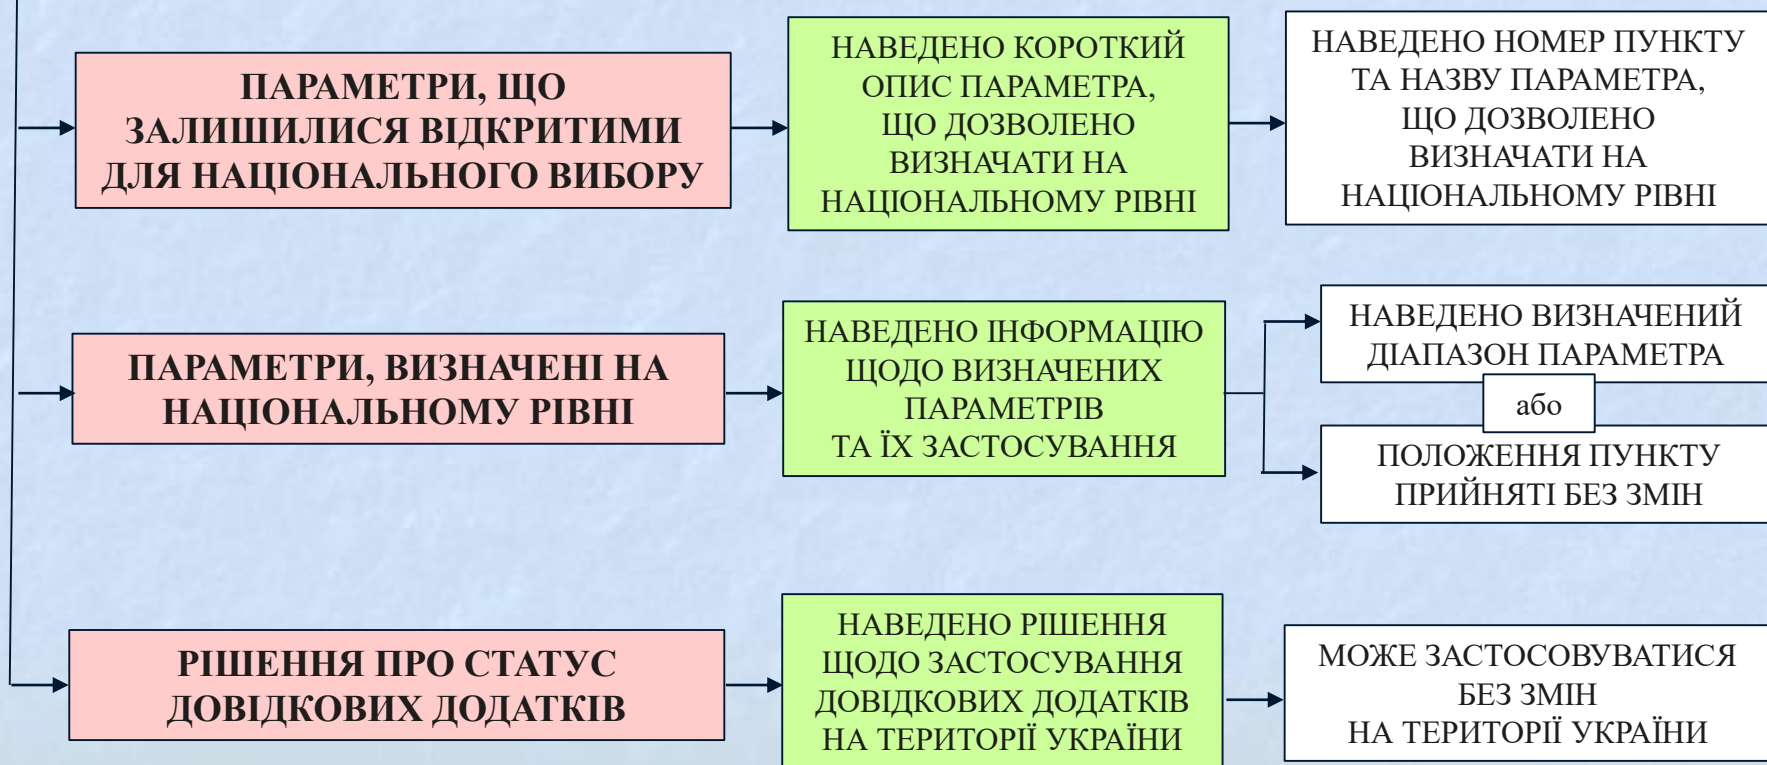 ПАРАМЕТРИ, ЩО
ЗАЛИШИЛИСЯ ВІДКРИТИМИ
ДЛЯ НАЦІОНАЛЬНОГО ВИБОРУ
НАВЕДЕНО КОРОТКИЙ
ОПИС ПАРАМЕТРА,
ЩО ДОЗВОЛЕНО
ВИЗНАЧАТИ НА
НАЦІОНАЛЬНОМУ РІВНІ
НАВЕДЕНО НОМЕР ПУНКТУ
ТА НАЗВУ ПАРАМЕТРА,
ЩО ДОЗВОЛЕНО
ВИЗНАЧАТИ НА
НАЦІОНАЛЬНОМУ РІВНІ
ПАРАМЕТРИ, ВИЗНАЧЕНІ НА
НАЦІОНАЛЬНОМУ РІВНІ
НАВЕДЕНО ІНФОРМАЦІЮ
ЩОДО ВИЗНАЧЕНИХ
ПАРАМЕТРІВ
ТА ЇХ ЗАСТОСУВАННЯ
НАВЕДЕНО ВИЗНАЧЕНИЙ
ДІАПАЗОН ПАРАМЕТРА
або
ПОЛОЖЕННЯ ПУНКТУ
ПРИЙНЯТІ БЕЗ ЗМІН
РІШЕННЯ ПРО СТАТУС
ДОВІДКОВИХ ДОДАТКІВ
НАВЕДЕНО РІШЕННЯ
ЩОДО ЗАСТОСУВАННЯ
ДОВІДКОВИХ ДОДАТКІВ
НА ТЕРИТОРІЇ УКРАЇНИ
МОЖЕ ЗАСТОСОВУВАТИСЯ
БЕЗ ЗМІН
НА ТЕРИТОРІЇ УКРАЇНИ